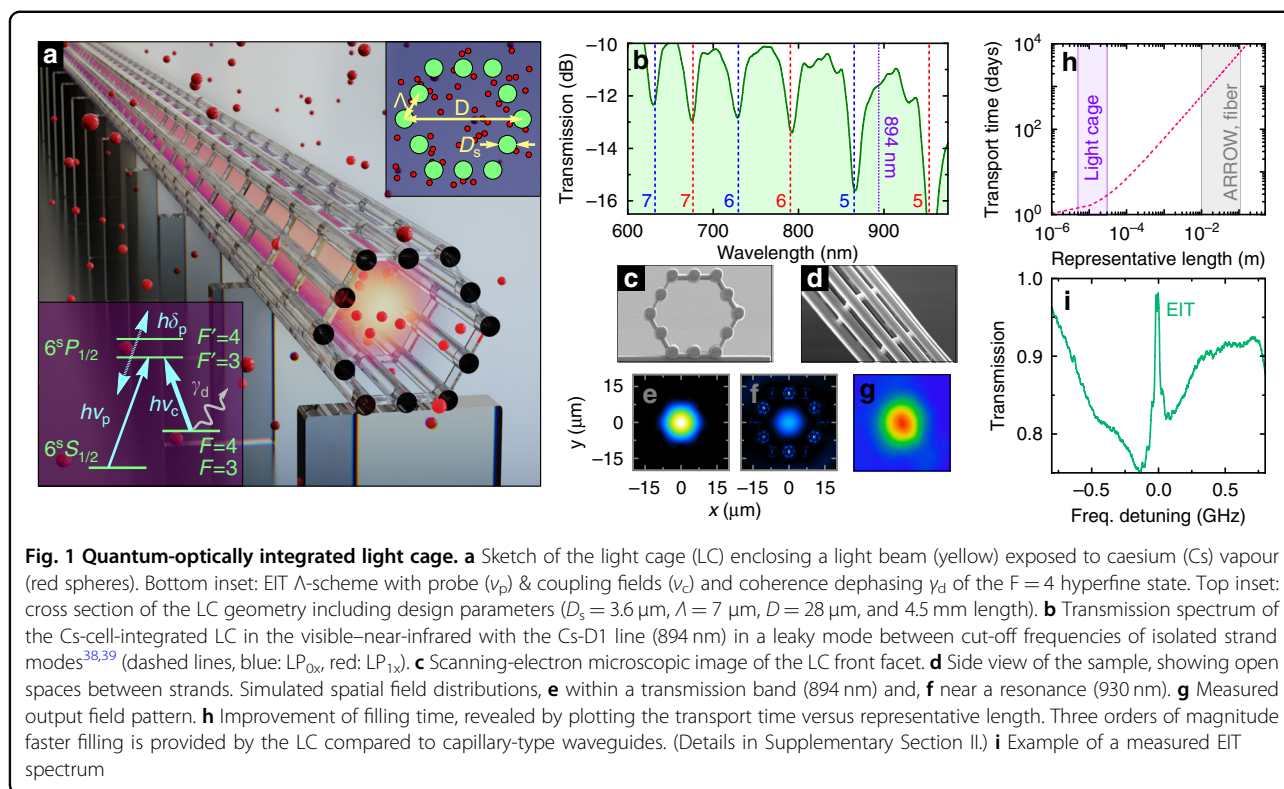 a
Λ
D
D_s
hδ_p
F'=4
F'=3
6^sP_{1/2}
γ_d
hν_p
hν_c
F=4
6^sS_{1/2}
F=3
b
Transmission (dB)
−10
−12
−14
−16
894 nm
7
7
6
6
5
5
600
700
800
900
Wavelength (nm)
c
d
e
f
g
y (μm)
15
0
−15
−15
0
15
−15
0
15
x (μm)
h
Transport time (days)
10^4
10^2
10^0
Light cage
ARROW, fiber
10^−6
10^−4
10^−2
Representative length (m)
i
EIT
Transmission
1.0
0.9
0.8
−0.5
0.0
0.5
Freq. detuning (GHz)
Fig. 1 Quantum-optically integrated light cage. a Sketch of the light cage (LC) enclosing a light beam (yellow) exposed to caesium (Cs) vapour
(red spheres). Bottom inset: EIT Λ-scheme with probe (ν_p) & coupling fields (ν_c) and coherence dephasing γ_d of the F = 4 hyperfine state. Top inset:
cross section of the LC geometry including design parameters (D_s = 3.6 μm, Λ = 7 μm, D = 28 μm, and 4.5 mm length). b Transmission spectrum of
the Cs-cell-integrated LC in the visible–near-infrared with the Cs-D1 line (894 nm) in a leaky mode between cut-off frequencies of isolated strand
modes^{38,39} (dashed lines, blue: LP_{0x}, red: LP_{1x}). c Scanning-electron microscopic image of the LC front facet. d Side view of the sample, showing open
spaces between strands. Simulated spatial field distributions, e within a transmission band (894 nm) and, f near a resonance (930 nm). g Measured
output field pattern. h Improvement of filling time, revealed by plotting the transport time versus representative length. Three orders of magnitude
faster filling is provided by the LC compared to capillary-type waveguides. (Details in Supplementary Section II.) i Example of a measured EIT
spectrum